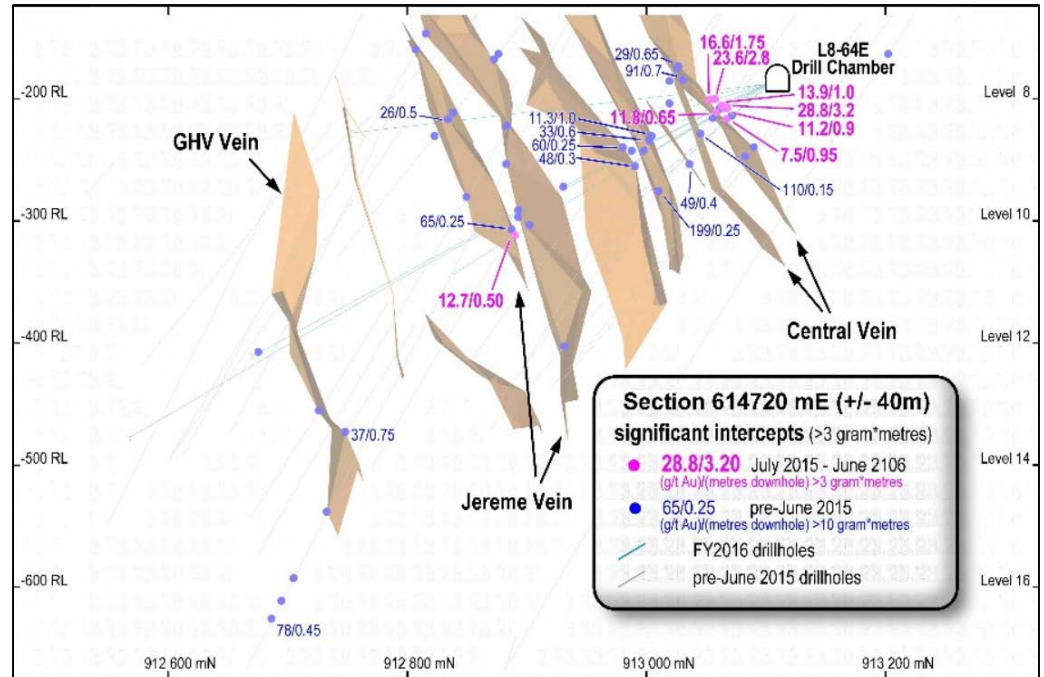 16.6/1.75
23.6/2.8
L8-64E
Drill Chamber
29/0.65
91/0.7
-200 RL
Level 8
13.9/1.0
28.8/3.2
11.2/0.9
7.5/0.95
26/0.5
11.3/1.0
11.8/0.65
33/0.6
60/0.25
48/0.3
GHV Vein
110/0.15
49/0.4
199/0.25
-300 RL
Level 10
65/0.25
12.7/0.50
-400 RL
Level 12
Central Vein
37/0.75
-500 RL
Level 14
Jereme Vein
Section 614720 mE (+/- 40m)
significant intercepts (>3 gram*metres)
28.8/3.20 July 2015 - June 2106
(g/t Au)/(metres downhole) >3 gram*metres
65/0.25 pre-June 2015
(g/t Au)/(metres downhole) >10 gram*metres
FY2016 drillholes
pre-June 2015 drillholes
-600 RL
Level 16
78/0.45
912 600 mN
912 800 mN
913 000 mN
913 200 mN